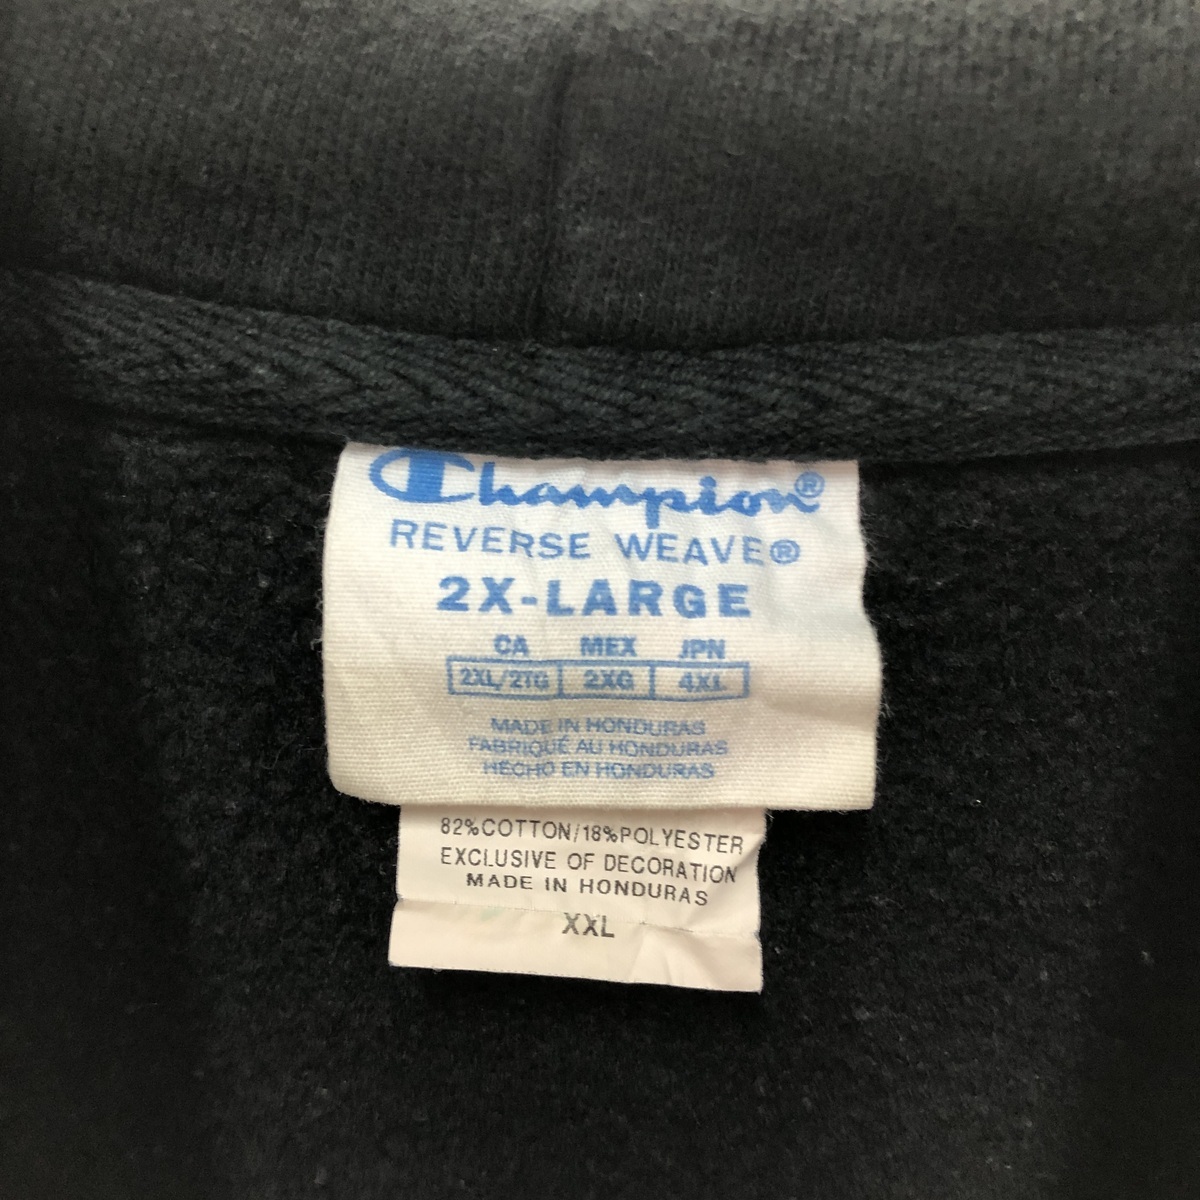 Champion®
REVERSE WEAVE®
2X-LARGE
CA MEX JPN
2XL/2TG 2XG 4XL
MADE IN HONDURAS
FABRIQUÉ AU HONDURAS
HECHO EN HONDURAS
82%COTTON/18%POLYESTER
EXCLUSIVE OF DECORATION
MADE IN HONDURAS
XXL